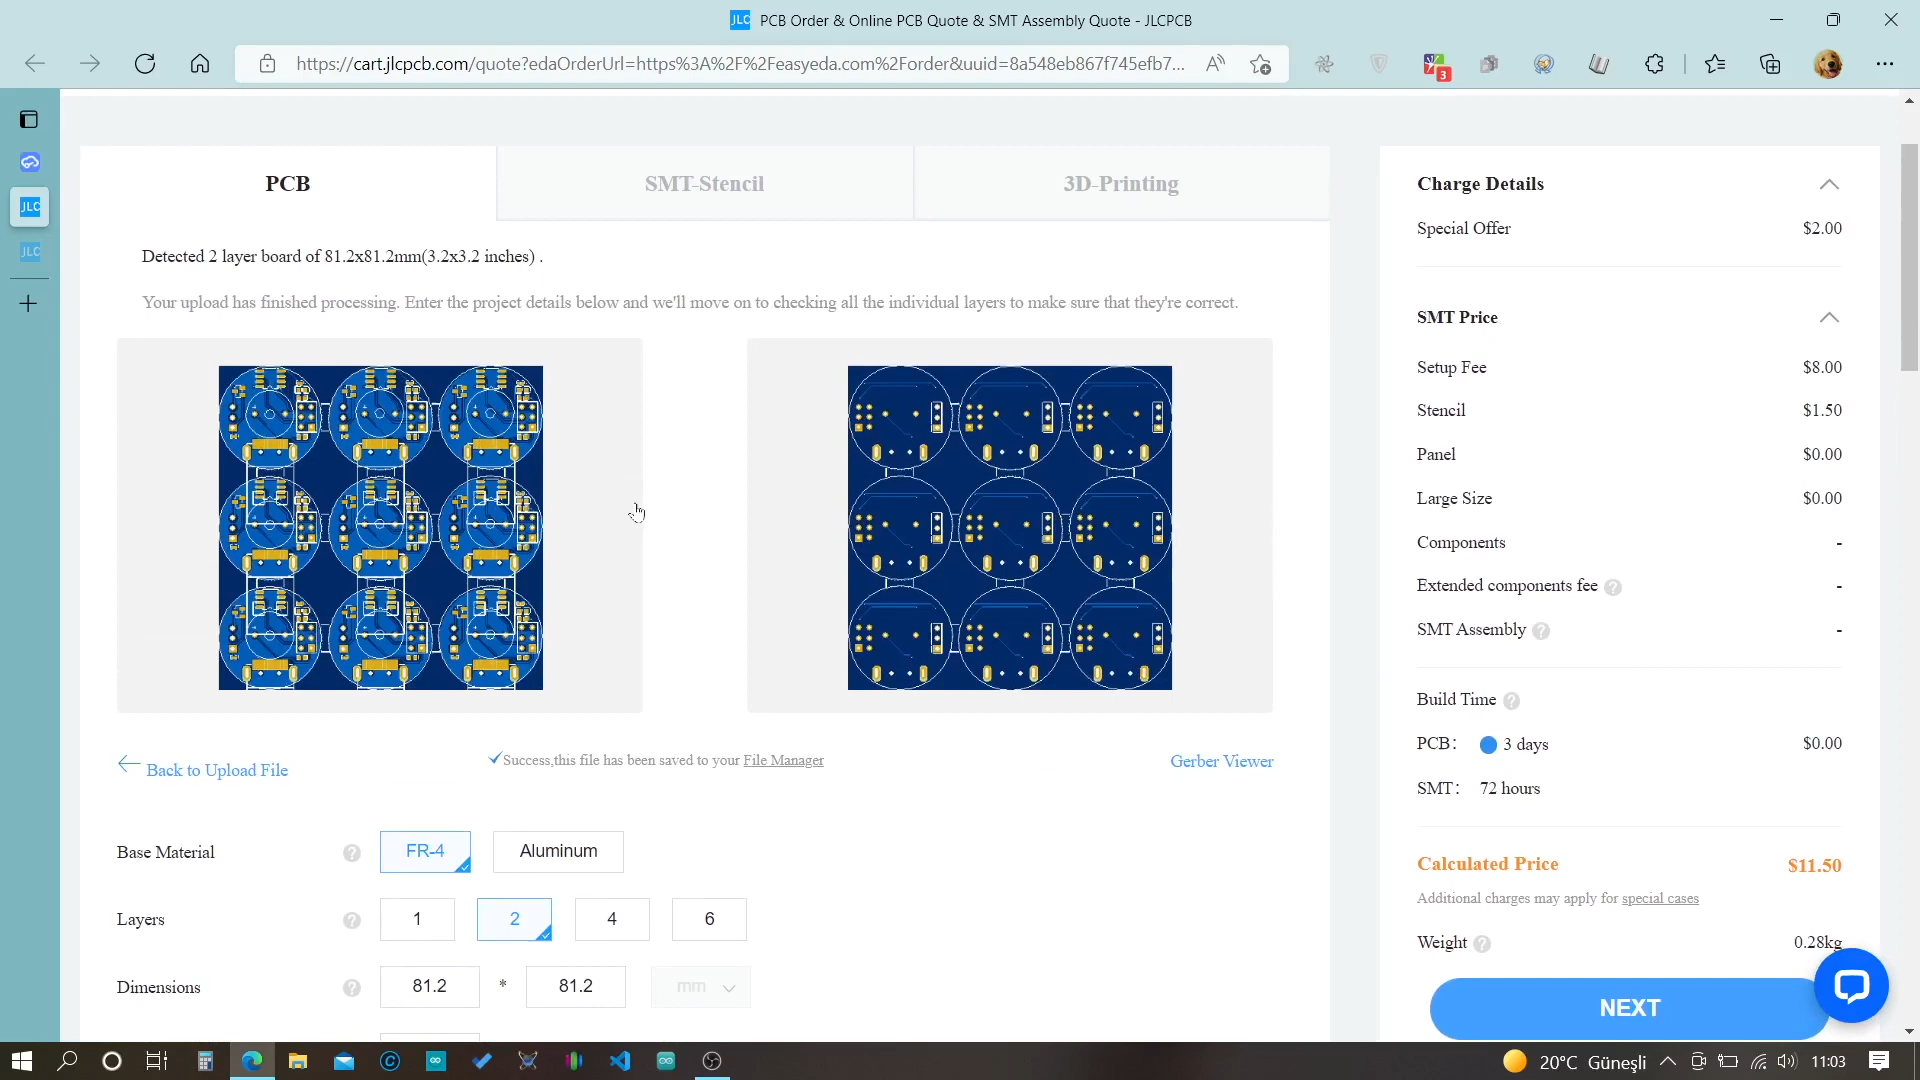 JLC PCB Order & Online PCB Quote & SMT Assembly Quote - JLCPCB
https://cart.jlcpcb.com/quote?edaOrderUrl=https%3A%2F%2Feasyeda.com%2Forder&uuid=8a548eb867f745efb7...
3
JLC
JLC
PCB
SMT-Stencil
3D-Printing
Detected 2 layer board of 81.2x81.2mm(3.2x3.2 inches) .
Your upload has finished processing. Enter the project details below and we'll move on to checking all the individual layers to make sure that they're correct.
Back to Upload File
Success,this file has been saved to your File Manager
Gerber Viewer
Base Material ? FR-4 Aluminum
Layers ? 1 2 4 6
Dimensions ? 81.2 * 81.2 mm
Charge Details
Special Offer $2.00
SMT Price
Setup Fee $8.00
Stencil $1.50
Panel $0.00
Large Size $0.00
Components -
Extended components fee ? -
SMT Assembly ? -
Build Time ?
PCB: 3 days $0.00
SMT: 72 hours
Calculated Price $11.50
Additional charges may apply for special cases
Weight ? 0.28kg
NEXT
20°C Güneşli 11:03